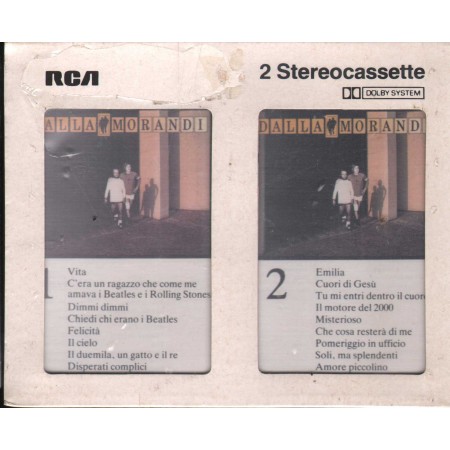 RCA
2 Stereocassette
DOLBY SYSTEM
ALLA MORANDI
1
Vita
C'era un ragazzo che come me
amava i Beatles e i Rolling Stones
Dimmi dimmi
Chiedi chi erano i Beatles
Felicità
Il cielo
Il duemila, un gatto e il re
Disperati complici
DALLA MORAND
2
Emilia
Cuori di Gesù
Tu mi entri dentro il cuore
Il motore del 2000
Misterioso
Che cosa resterà di me
Pomeriggio in ufficio
Soli, ma splendenti
Amore piccolino